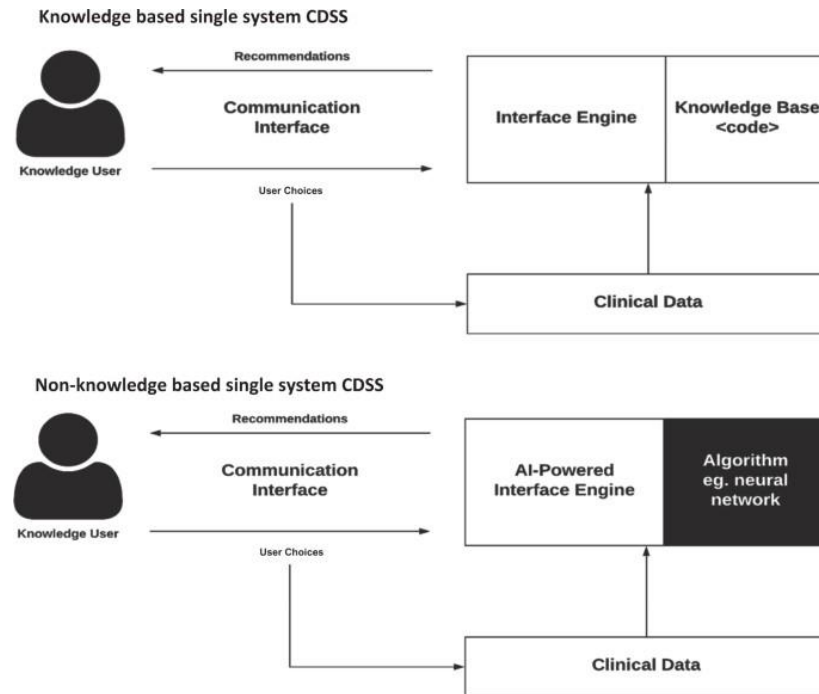 Knowledge based single system CDSS
Recommendations
Communication
Interface
Knowledge User
User Choices
Interface Engine
Knowledge Base
<code>
Clinical Data
Non-knowledge based single system CDSS
Recommendations
Communication
Interface
Knowledge User
User Choices
AI-Powered
Interface Engine
Algorithm
eg. neural
network
Clinical Data